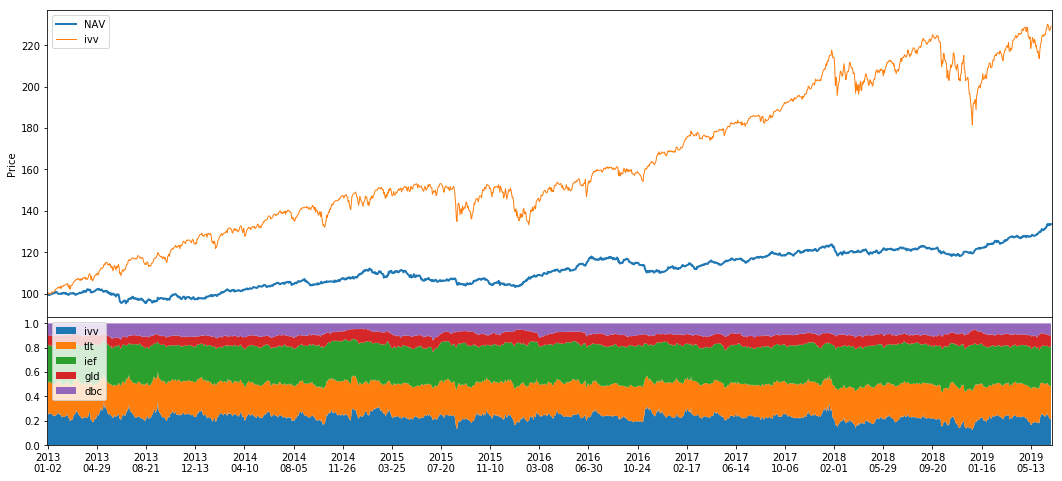 NAV
ivv
220
200
180
160
140
120
100
Price
1.0
0.8
0.6
0.4
0.2
0.0
ivv
tlt
ief
gld
dbc
2013 2013 2013 2013 2014 2014 2014 2015 2015 2015 2016 2016 2016 2017 2017 2017 2018 2018 2018 2019 2019
01-02 04-29 08-21 12-13 04-10 08-05 11-26 03-25 07-20 11-10 03-08 06-30 10-24 02-17 06-14 10-06 02-01 05-29 09-20 01-16 05-13